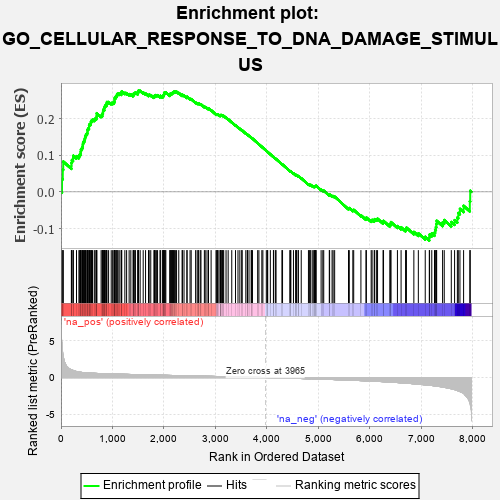 Enrichment plot:
GO_CELLULAR_RESPONSE_TO_DNA_DAMAGE_STIMUL
US
Enrichment score (ES)
0.2
0.1
0.0
-0.1
'na_pos' (positively correlated)
Ranked list metric (PreRanked)
5
0
-5
Zero cross at 3965
'na_neg' (negatively correlated)
0
1,000
2,000
3,000
4,000
5,000
6,000
7,000
8,000
Rank in Ordered Dataset
Enrichment profile
Hits
Ranking metric scores